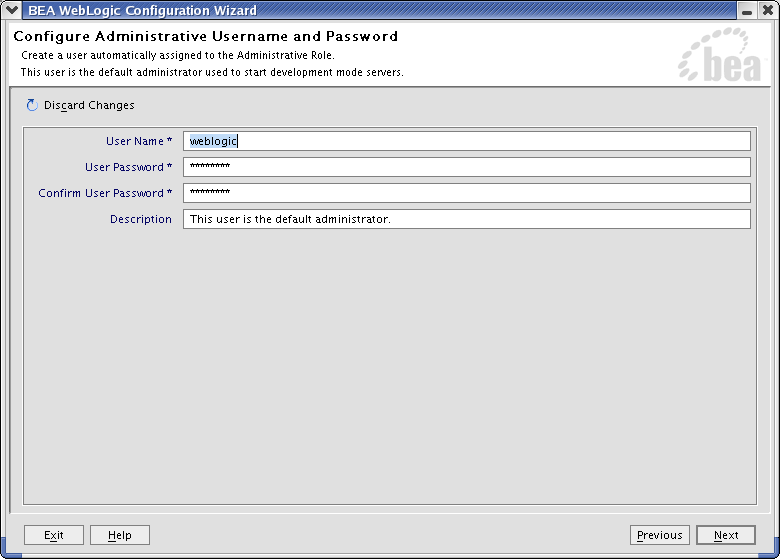 BEA WebLogic Configuration Wizard
Configure Administrative Username and Password
Create a user automatically assigned to the Administrative Role.
This user is the default administrator used to start development mode servers.
bea
Discard Changes
User Name * weblogic
User Password * ********
Confirm User Password * ********
Description This user is the default administrator.
Exit Help Previous Next